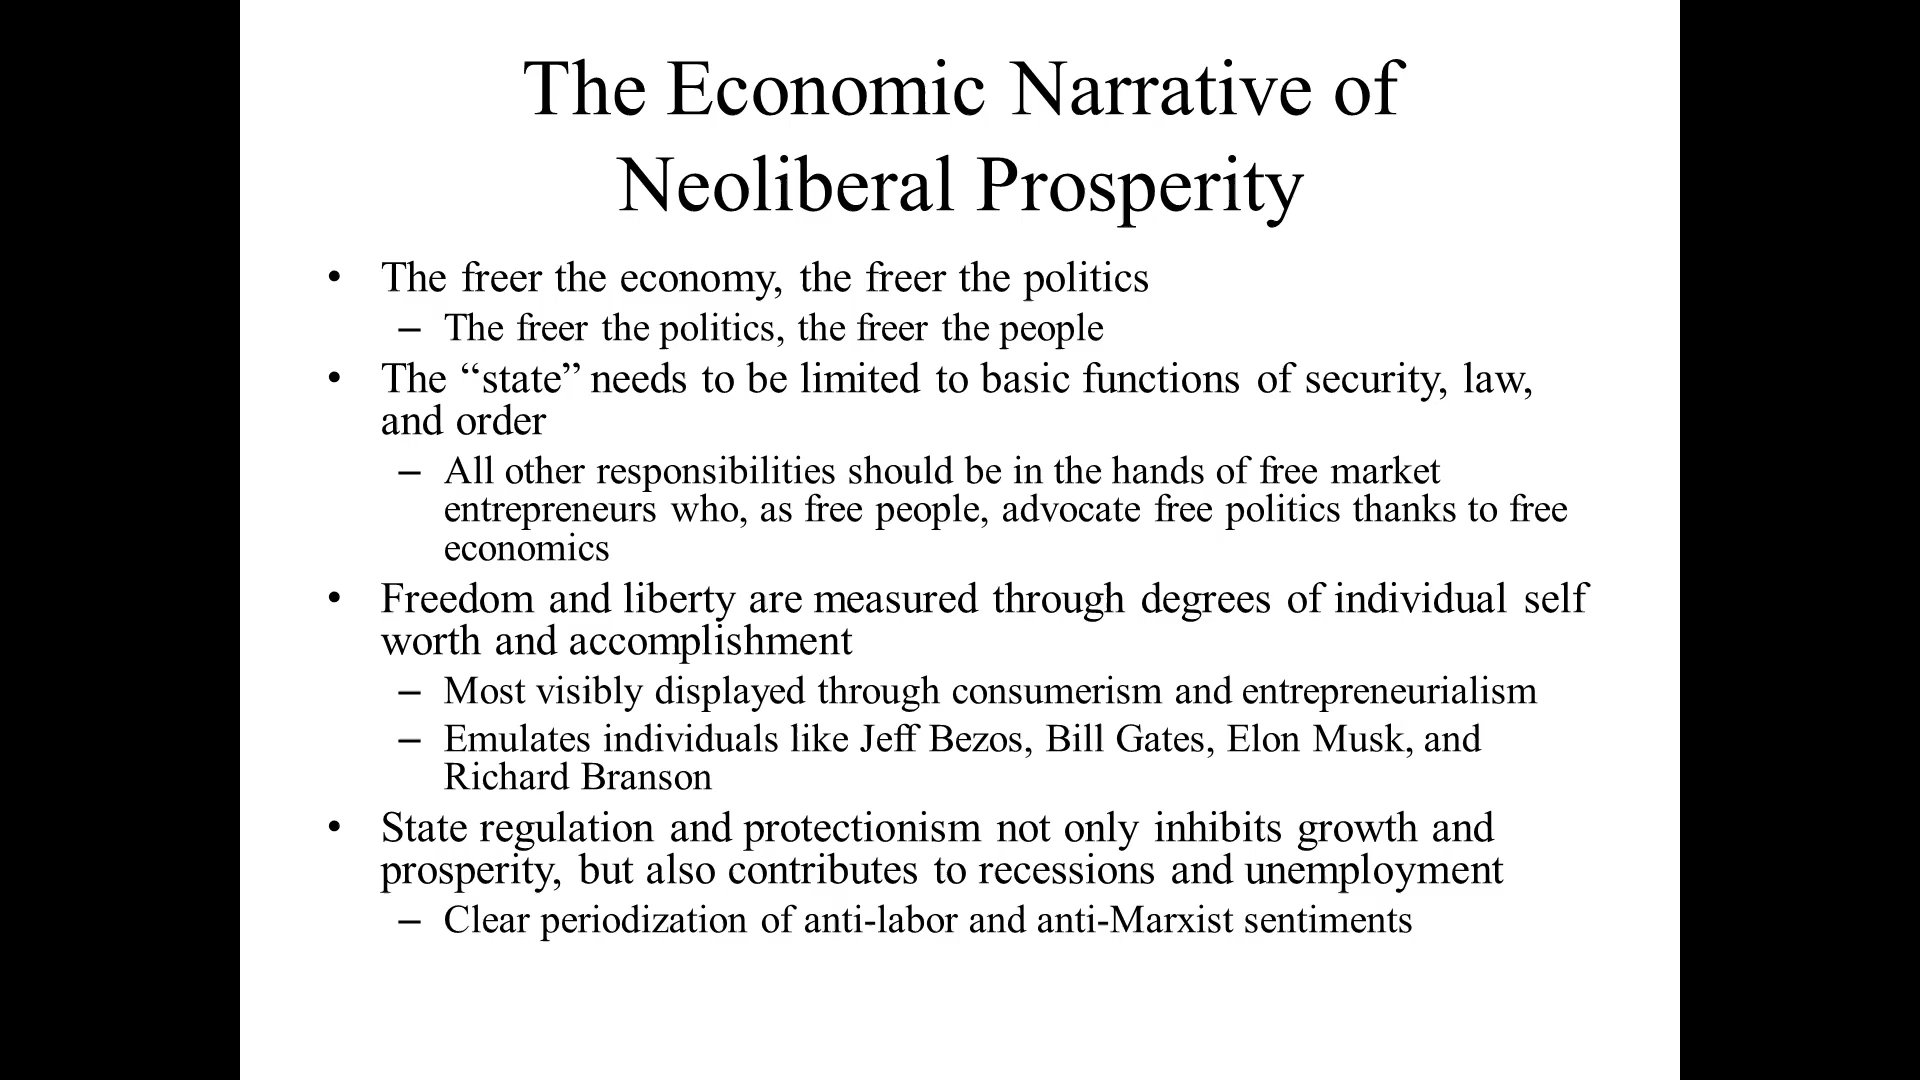 The Economic Narrative of
Neoliberal Prosperity
• The freer the economy, the freer the politics
– The freer the politics, the freer the people
• The “state” needs to be limited to basic functions of security, law,
and order
– All other responsibilities should be in the hands of free market
entrepreneurs who, as free people, advocate free politics thanks to free
economics
• Freedom and liberty are measured through degrees of individual self
worth and accomplishment
– Most visibly displayed through consumerism and entrepreneurialism
– Emulates individuals like Jeff Bezos, Bill Gates, Elon Musk, and
Richard Branson
• State regulation and protectionism not only inhibits growth and
prosperity, but also contributes to recessions and unemployment
– Clear periodization of anti-labor and anti-Marxist sentiments